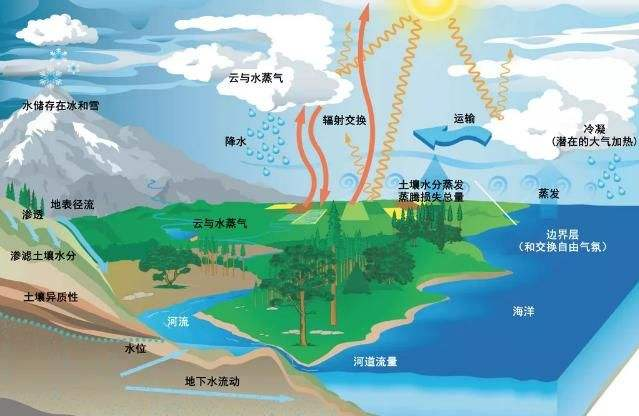 云与水蒸气
水储存在冰和雪
辐射交换
运输
降水
冷凝
(潜在的大气加热)
土壤水分蒸发
蒸腾损失总量
蒸发
地表径流
渗透
云与水蒸气
边界层
(和交换自由气氛)
渗滤土壤水分
土壤异质性
海洋
河流
水位
河道流量
地下水流动